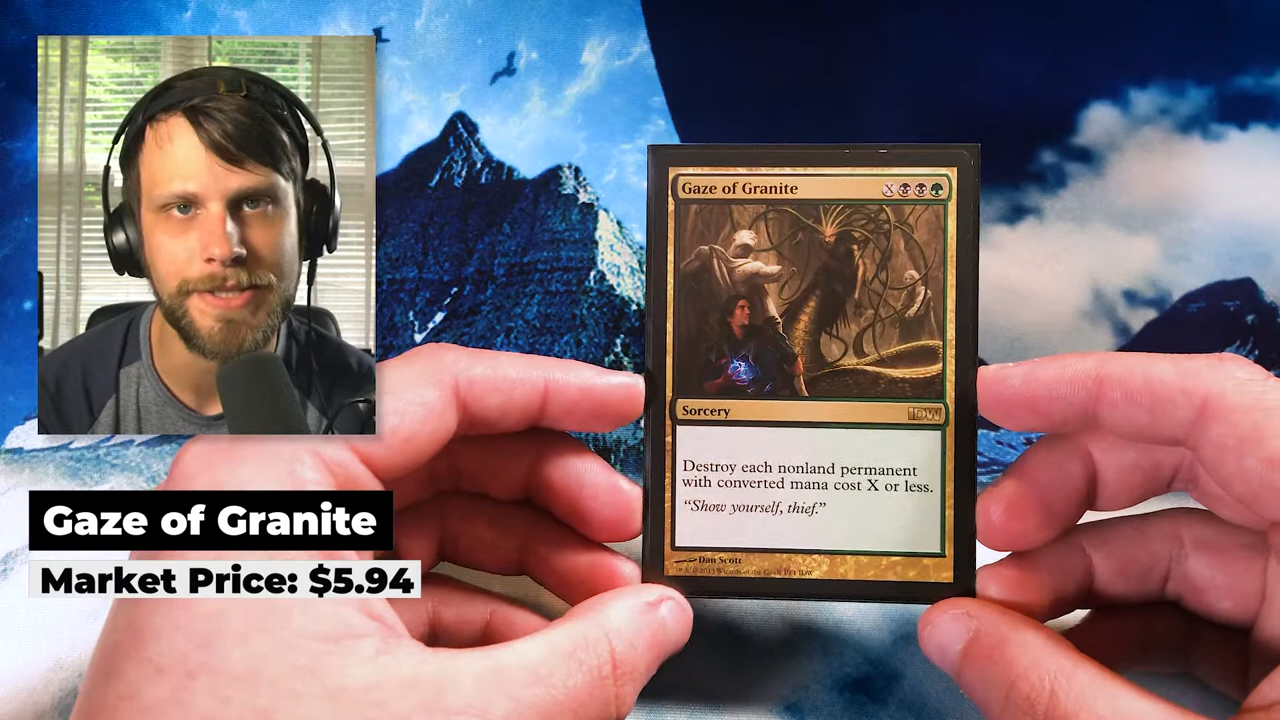 Gaze of Granite
X
Sorcery
IDW
Destroy each nonland permanent
with converted mana cost X or less.
"Show yourself, thief."
Dan Scott
Gaze of Granite
Market Price: $5.94